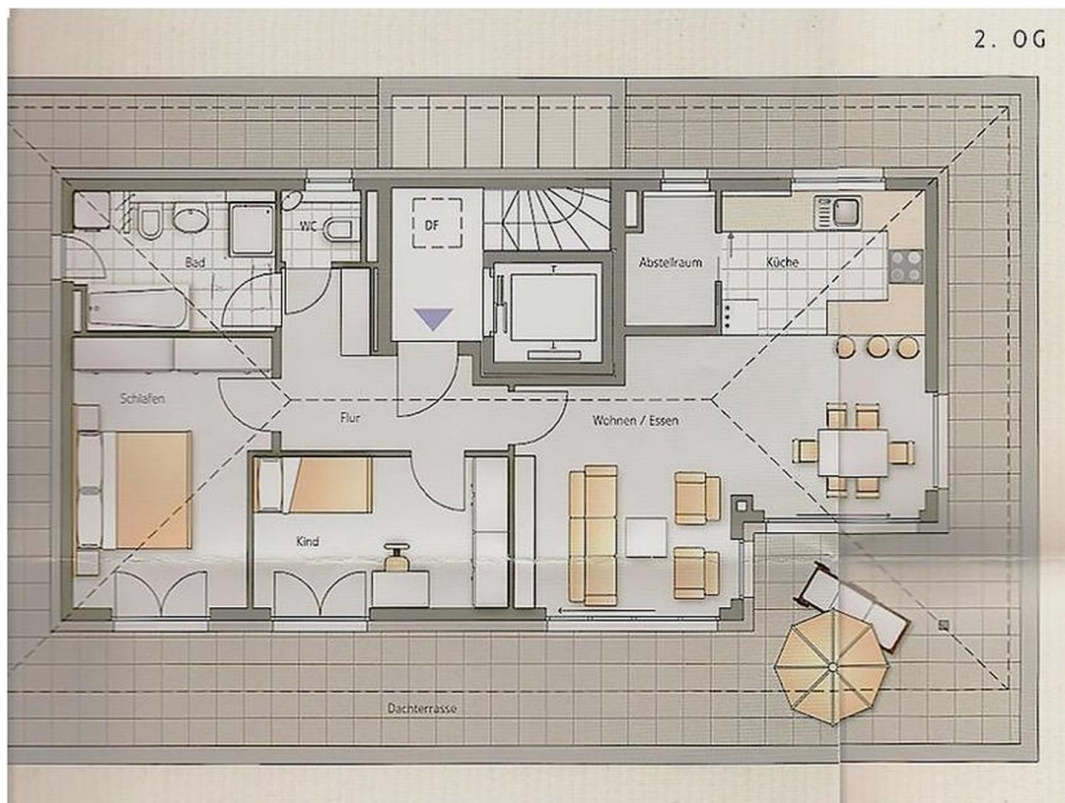 2. OG
WC
DF
Bad
Abstellraum
Küche
Schlafen
Flur
Wohnen / Essen
Kind
Dachterrasse